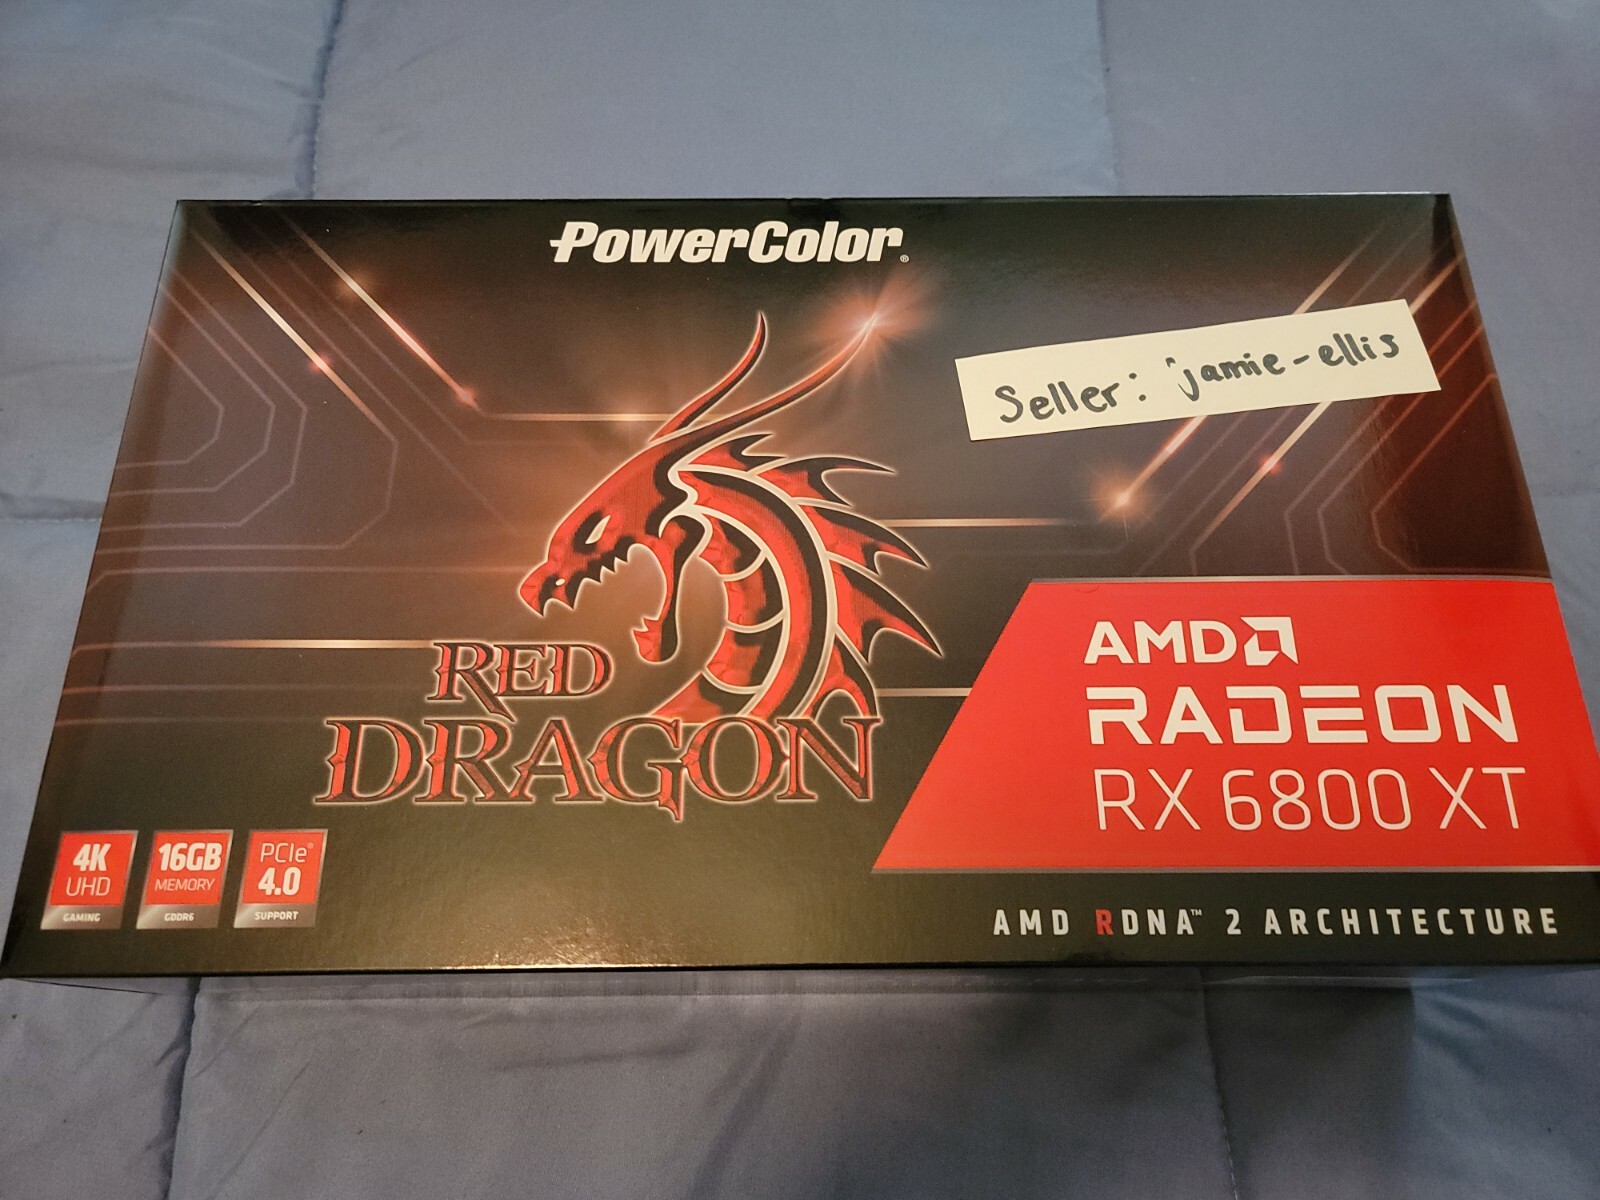 PowerColor®
Seller: jamie-ellis
RED
DRAGON
AMD
RADEON
RX 6800 XT
4K
UHD
GAMING
16GB
MEMORY
GDDR6
PCIe®
4.0
SUPPORT
AMD RDNA™ 2 ARCHITECTURE